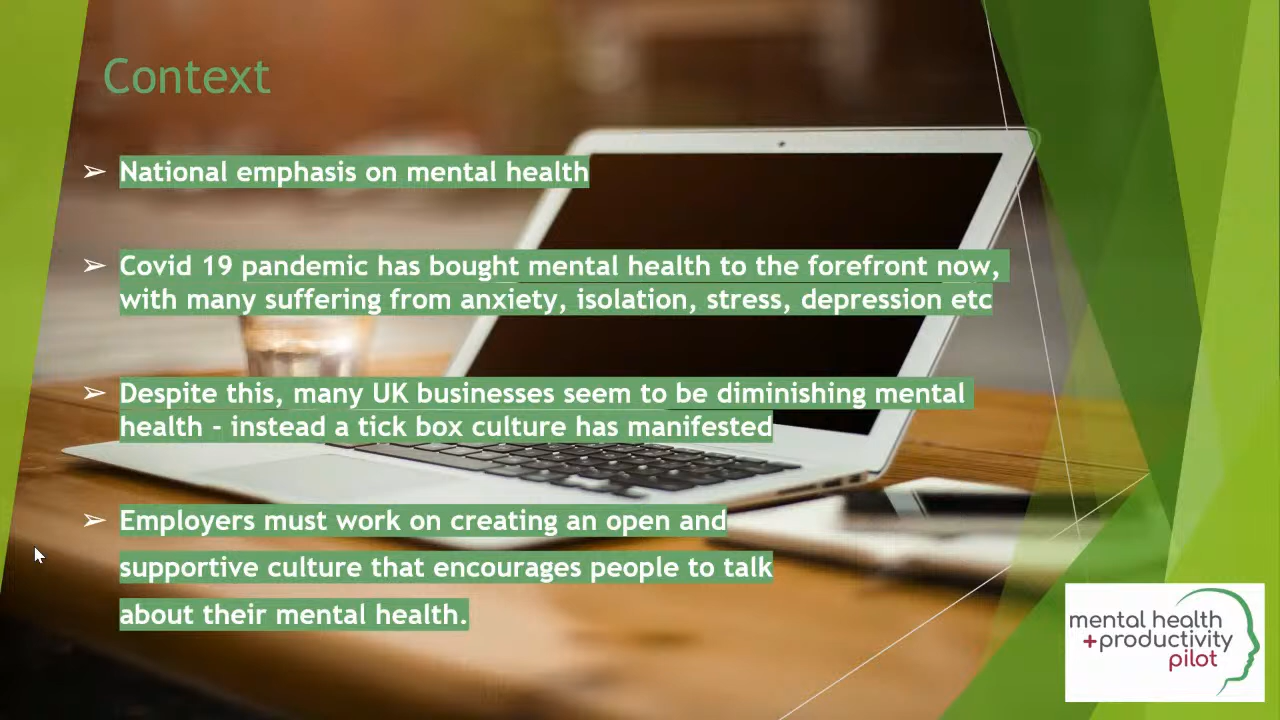 Context
➢ National emphasis on mental health
➢ Covid 19 pandemic has bought mental health to the forefront now,
with many suffering from anxiety, isolation, stress, depression etc
➢ Despite this, many UK businesses seem to be diminishing mental
health - instead a tick box culture has manifested
➢ Employers must work on creating an open and
supportive culture that encourages people to talk
about their mental health.
mental health
+productivity
pilot